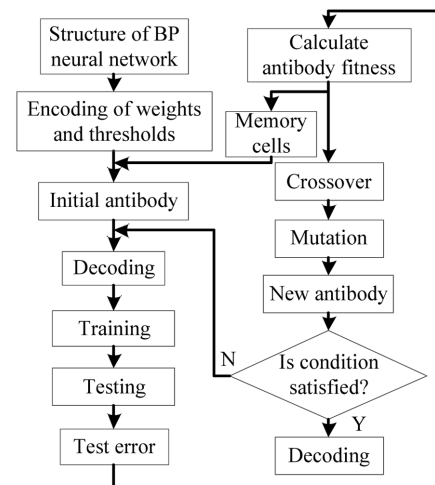 Structure of BP
neural network
Encoding of weights
and thresholds
Initial antibody
Decoding
Training
Testing
Test error
Calculate
antibody fitness
Memory
cells
Crossover
Mutation
New antibody
Is condition
satisfied?
N
Y
Decoding